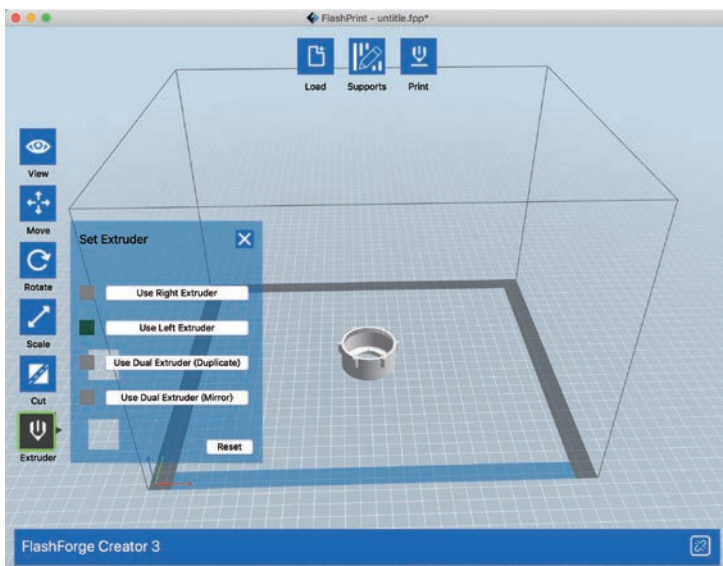 FlashPrint - untitle.fpp*
Load Supports Print
View
Move
Set Extruder
Rotate
Use Right Extruder
Use Left Extruder
Scale
Use Dual Extruder (Duplicate)
Use Dual Extruder (Mirror)
Cut
Reset
Extruder
FlashForge Creator 3